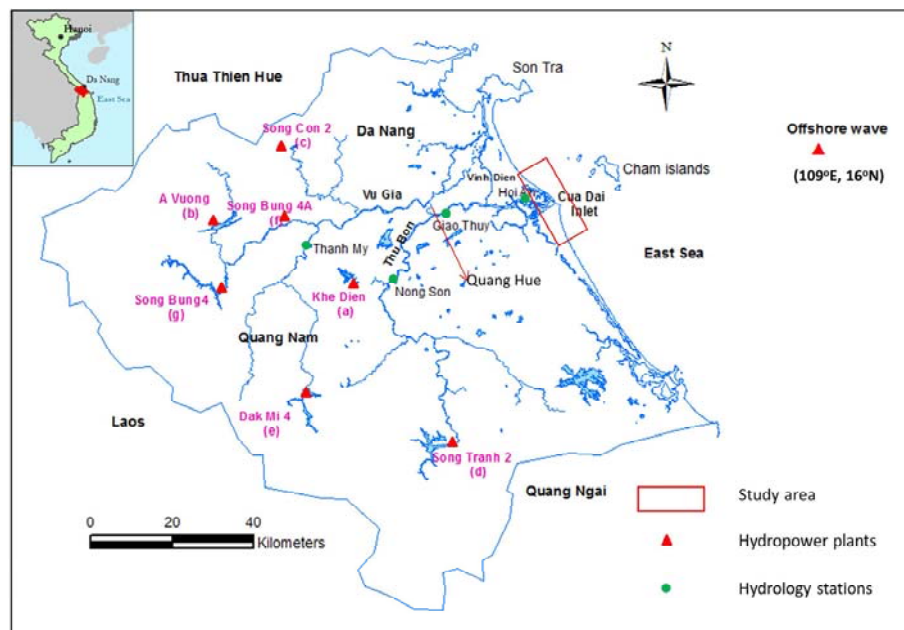 Hanoi
Da Nang
East Sea
Thua Thien Hue
Son Tra
N
Song Con 2
(c)
Da Nang
Offshore wave
(109°E, 16°N)
Cham islands
Vinh Dien
Hoi
Cua Dai
Inlet
Vu Gia
A Vuong
(b)
Song Bung 4A
(f)
Giao Thuy
Thu Bon
Thanh My
East Sea
Quang Hue
Nong Son
Khe Dien
(a)
Song Bung4
(g)
Quang Nam
Dak Mi 4
(e)
Laos
Song Tranh 2
(d)
Quang Ngai
0 20 40
Kilometers
Study area
Hydropower plants
Hydrology stations